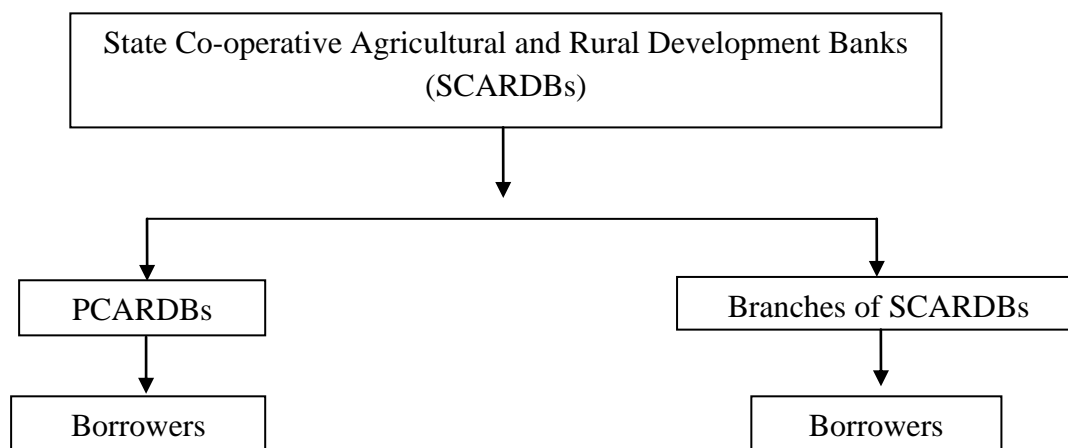 State Co-operative Agricultural and Rural Development Banks
(SCARDBs)
PCARDBs
Branches of SCARDBs
Borrowers
Borrowers